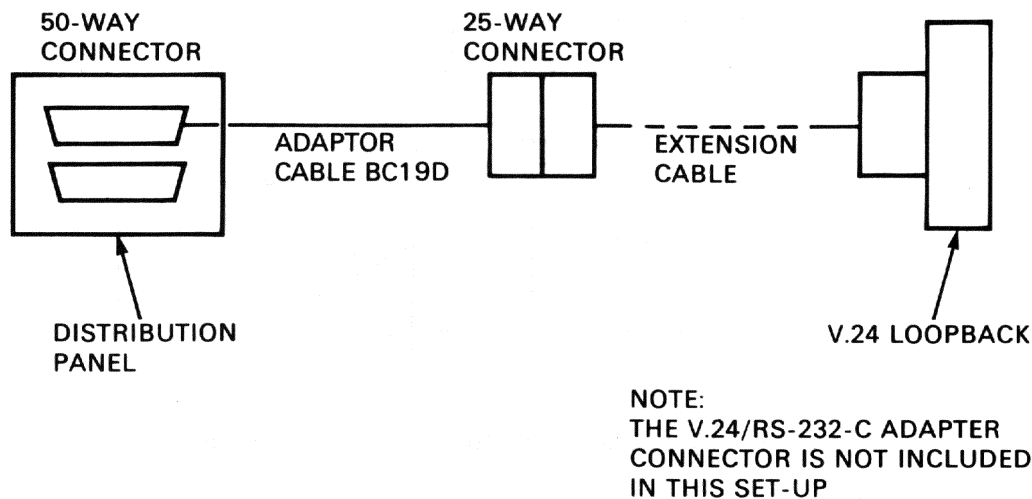 50-WAY
CONNECTOR
25-WAY
CONNECTOR
ADAPTOR
CABLE BC19D
EXTENSION
CABLE
DISTRIBUTION
PANEL
V.24 LOOPBACK
NOTE:
THE V.24/RS-232-C ADAPTER
CONNECTOR IS NOT INCLUDED
IN THIS SET-UP